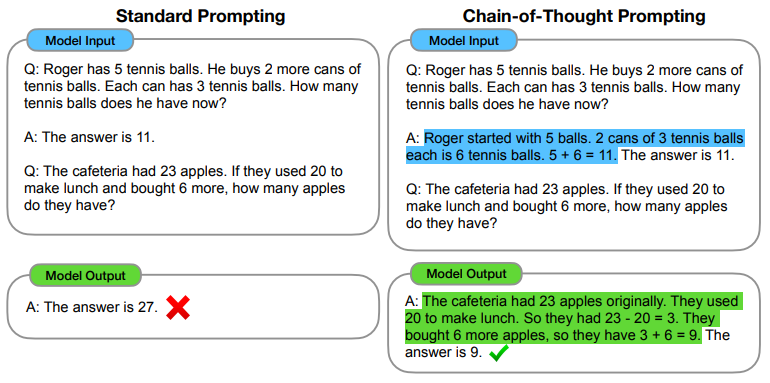 Standard Prompting
Model Input
Q: Roger has 5 tennis balls. He buys 2 more cans of
tennis balls. Each can has 3 tennis balls. How many
tennis balls does he have now?
A: The answer is 11.
Q: The cafeteria had 23 apples. If they used 20 to
make lunch and bought 6 more, how many apples
do they have?
Model Output
A: The answer is 27.
Chain-of-Thought Prompting
Model Input
Q: Roger has 5 tennis balls. He buys 2 more cans of
tennis balls. Each can has 3 tennis balls. How many
tennis balls does he have now?
A: Roger started with 5 balls. 2 cans of 3 tennis balls
each is 6 tennis balls. 5 + 6 = 11. The answer is 11.
Q: The cafeteria had 23 apples. If they used 20 to
make lunch and bought 6 more, how many apples
do they have?
Model Output
A: The cafeteria had 23 apples originally. They used
20 to make lunch. So they had 23 - 20 = 3. They
bought 6 more apples, so they have 3 + 6 = 9. The
answer is 9.